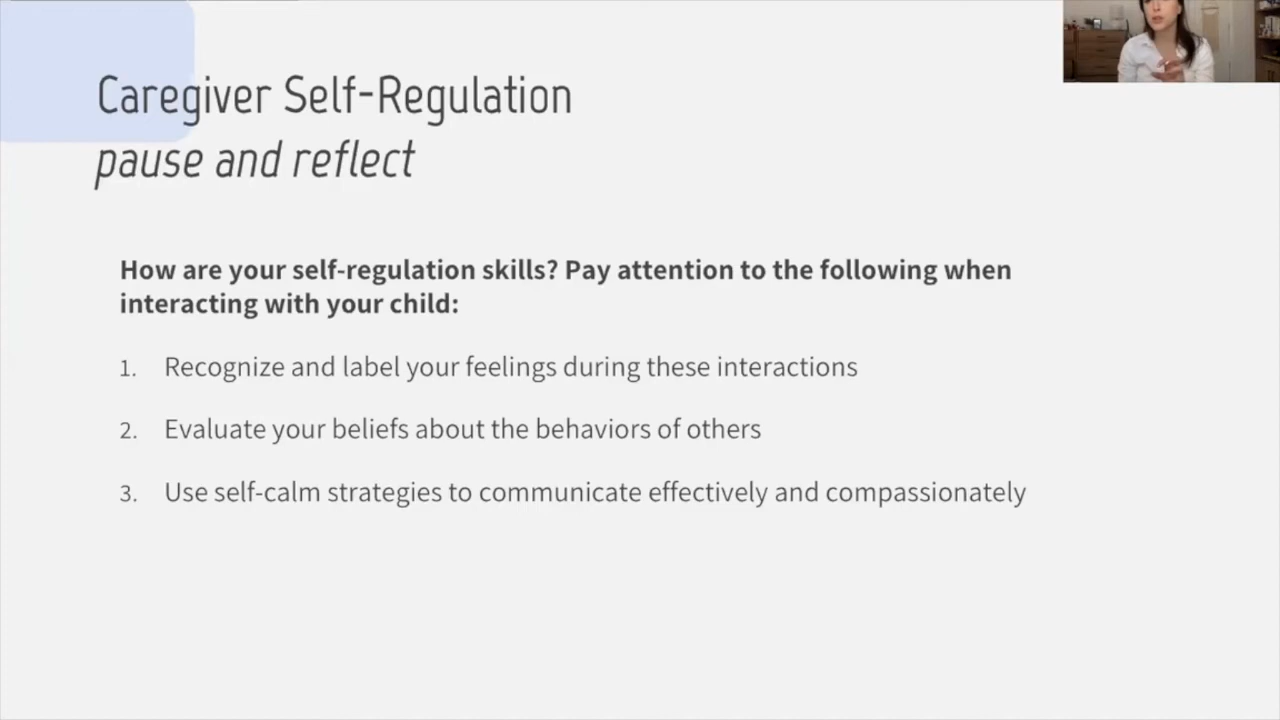 Caregiver Self-Regulation
pause and reflect
How are your self-regulation skills? Pay attention to the following when
interacting with your child:
1. Recognize and label your feelings during these interactions
2. Evaluate your beliefs about the behaviors of others
3. Use self-calm strategies to communicate effectively and compassionately